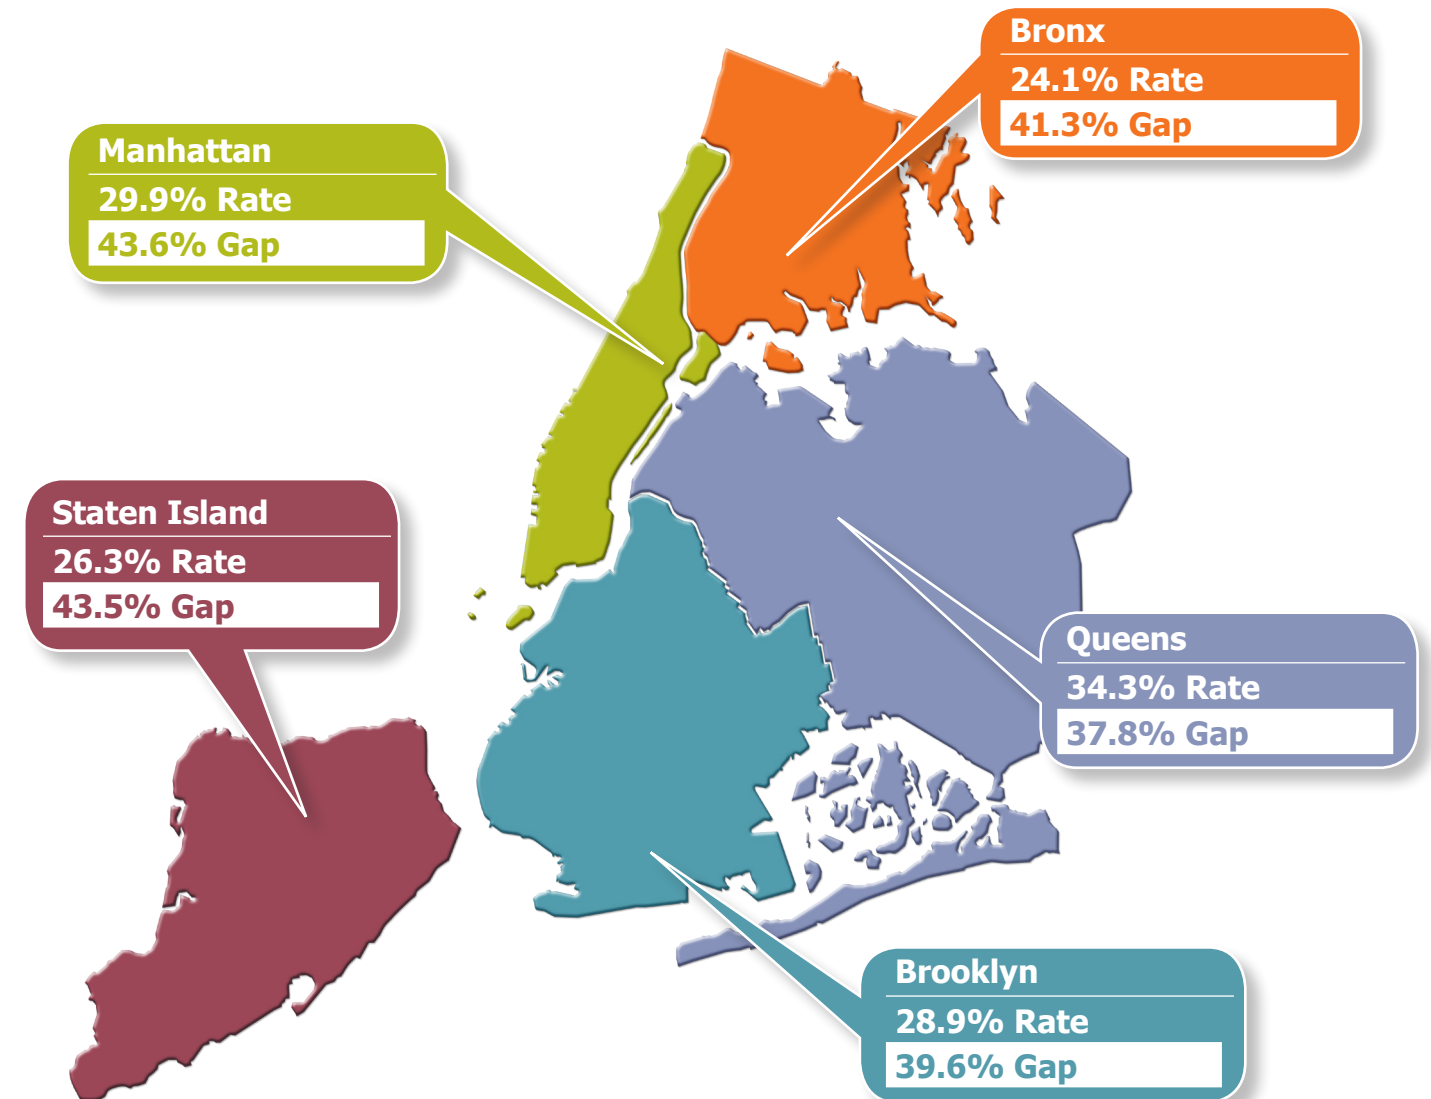 Bronx
24.1% Rate
41.3% Gap
Manhattan
29.9% Rate
43.6% Gap
Staten Island
26.3% Rate
43.5% Gap
Queens
34.3% Rate
37.8% Gap
Brooklyn
28.9% Rate
39.6% Gap